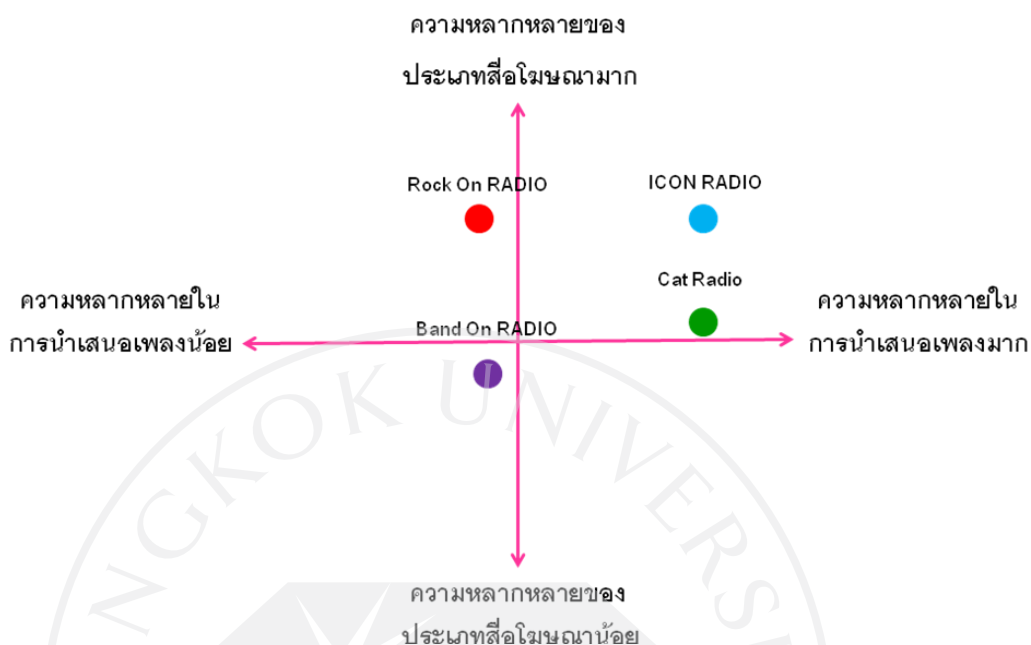 ความหลากหลายของ
ประเภทสื่อโฆษณามาก
Rock On RADIO
ICON RADIO
Cat Radio
ความหลากหลายใน
การนำเสนอเพลงน้อย
Band On RADIO
ความหลากหลายใน
การนำเสนอเพลงมาก
NGKOK UNIVERSI
ความหลากหลายของ
ประเภทสื่อโฆษณาน้อย